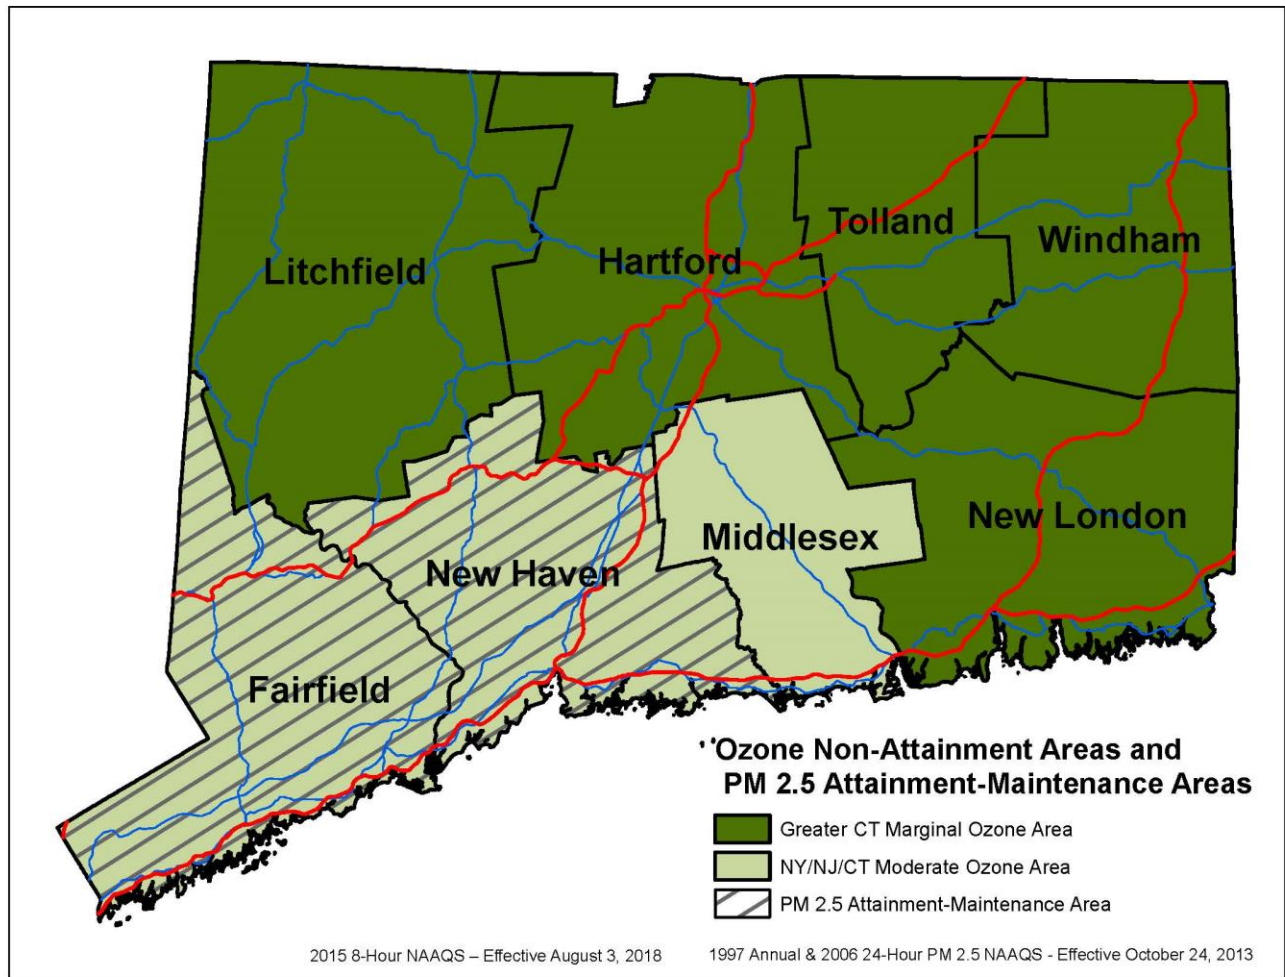 Litchfield
Hartford
Tolland
Windham
New Haven
Middlesex
New London
Fairfield
Ozone Non-Attainment Areas and
PM 2.5 Attainment-Maintenance Areas
Greater CT Marginal Ozone Area
NY/NJ/CT Moderate Ozone Area
PM 2.5 Attainment-Maintenance Area
2015 8-Hour NAAQS – Effective August 3, 2018 1997 Annual & 2006 24-Hour PM 2.5 NAAQS - Effective October 24, 2013